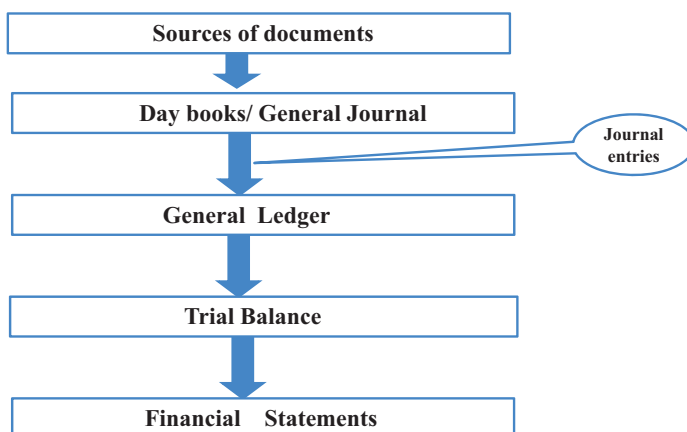 Sources of documents
Day books/ General Journal
Journal
entries
General Ledger
Trial Balance
Financial Statements